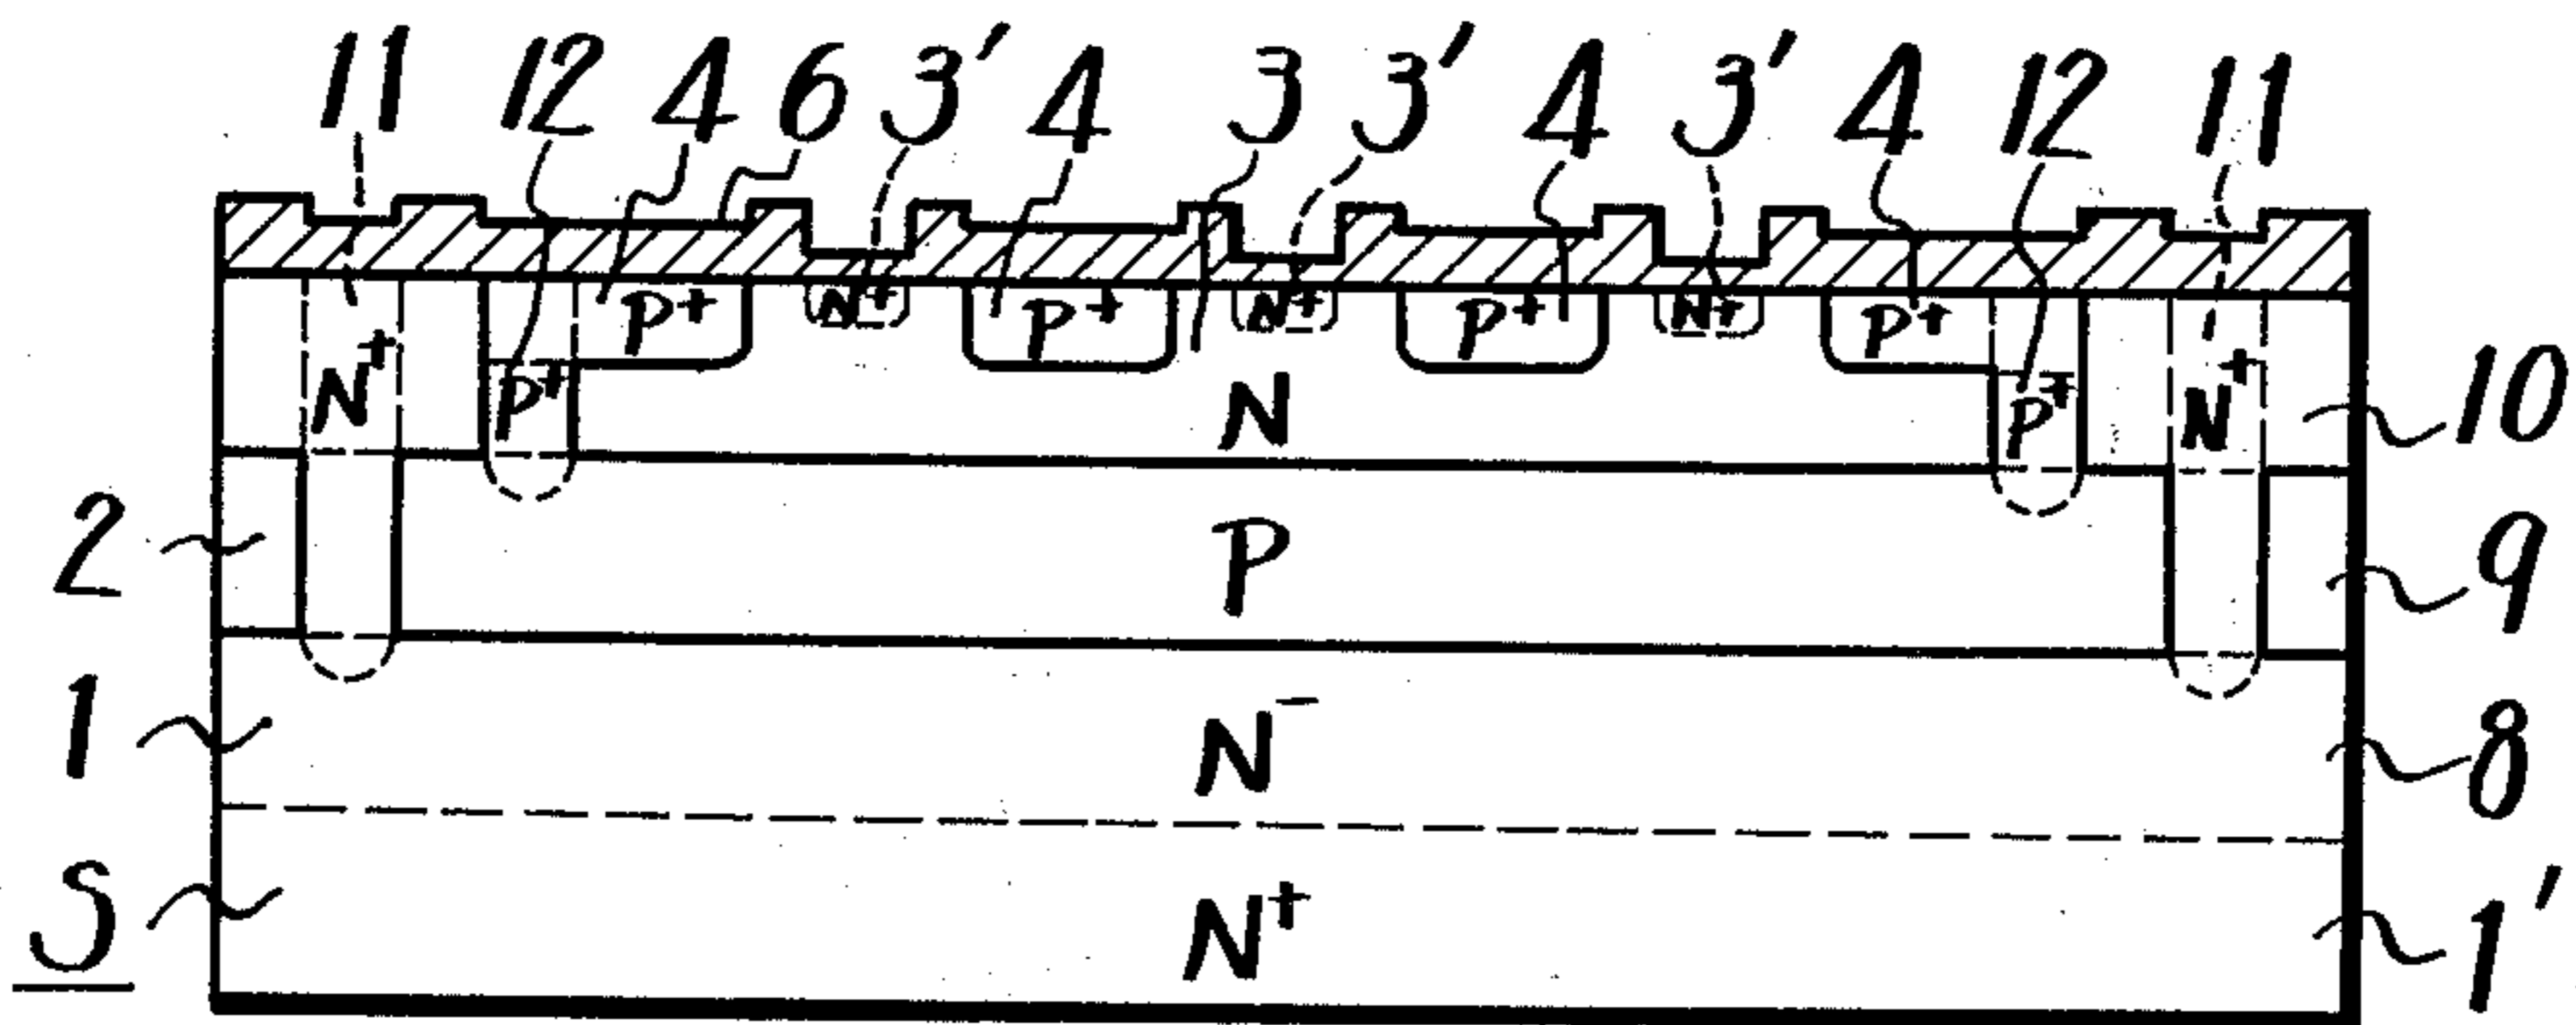 11 12 4 6 3' 4 3 3' 4 3' 4 12 11
P+ N+ P+ N+ P+ N+ P+
N+ P+ N P+ N+ 10
2 P 9
1 N− 8
S N+ 1'